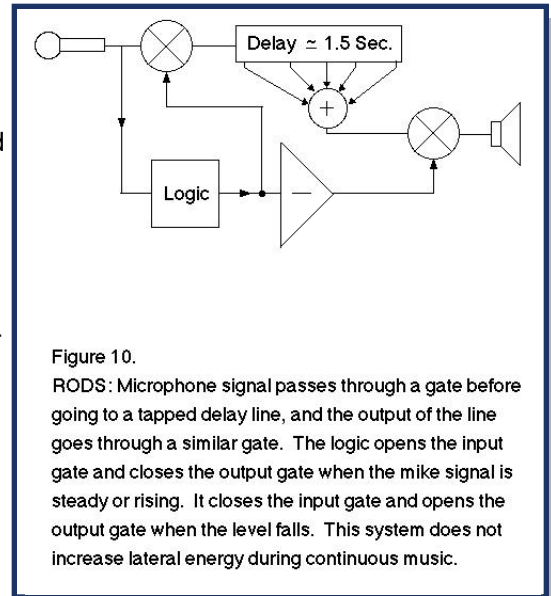 Delay ≃ 1.5 Sec.
+
Logic
−
Figure 10.
RODS: Microphone signal passes through a gate before
going to a tapped delay line, and the output of the line
goes through a similar gate. The logic opens the input
gate and closes the output gate when the mike signal is
steady or rising. It closes the input gate and opens the
output gate when the level falls. This system does not
increase lateral energy during continuous music.